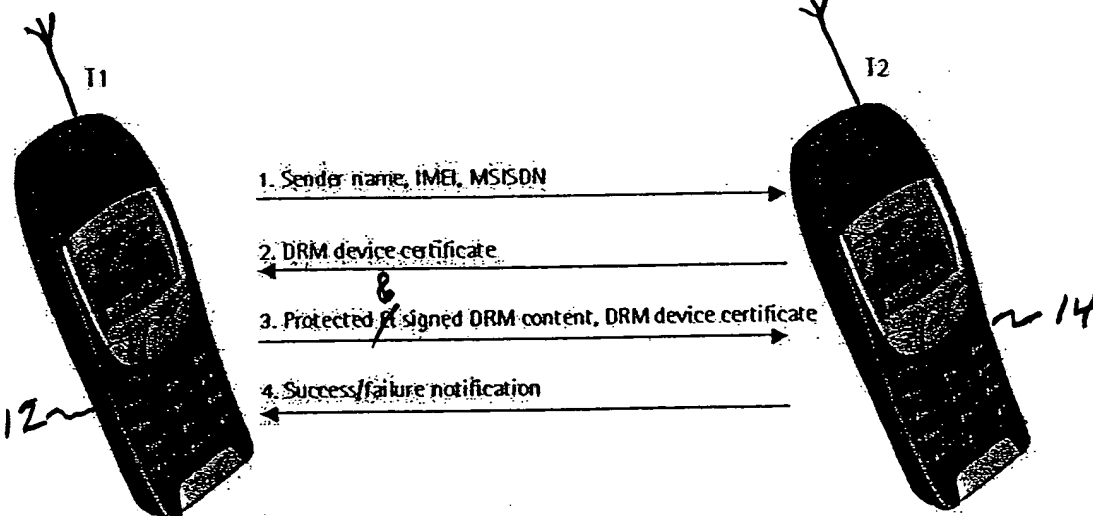 T1
T2
1. Sender name, IMEI, MSISDN
2. DRM device certificate
&
3. Protected signed DRM content, DRM device certificate
14
4. Success/failure notification
12